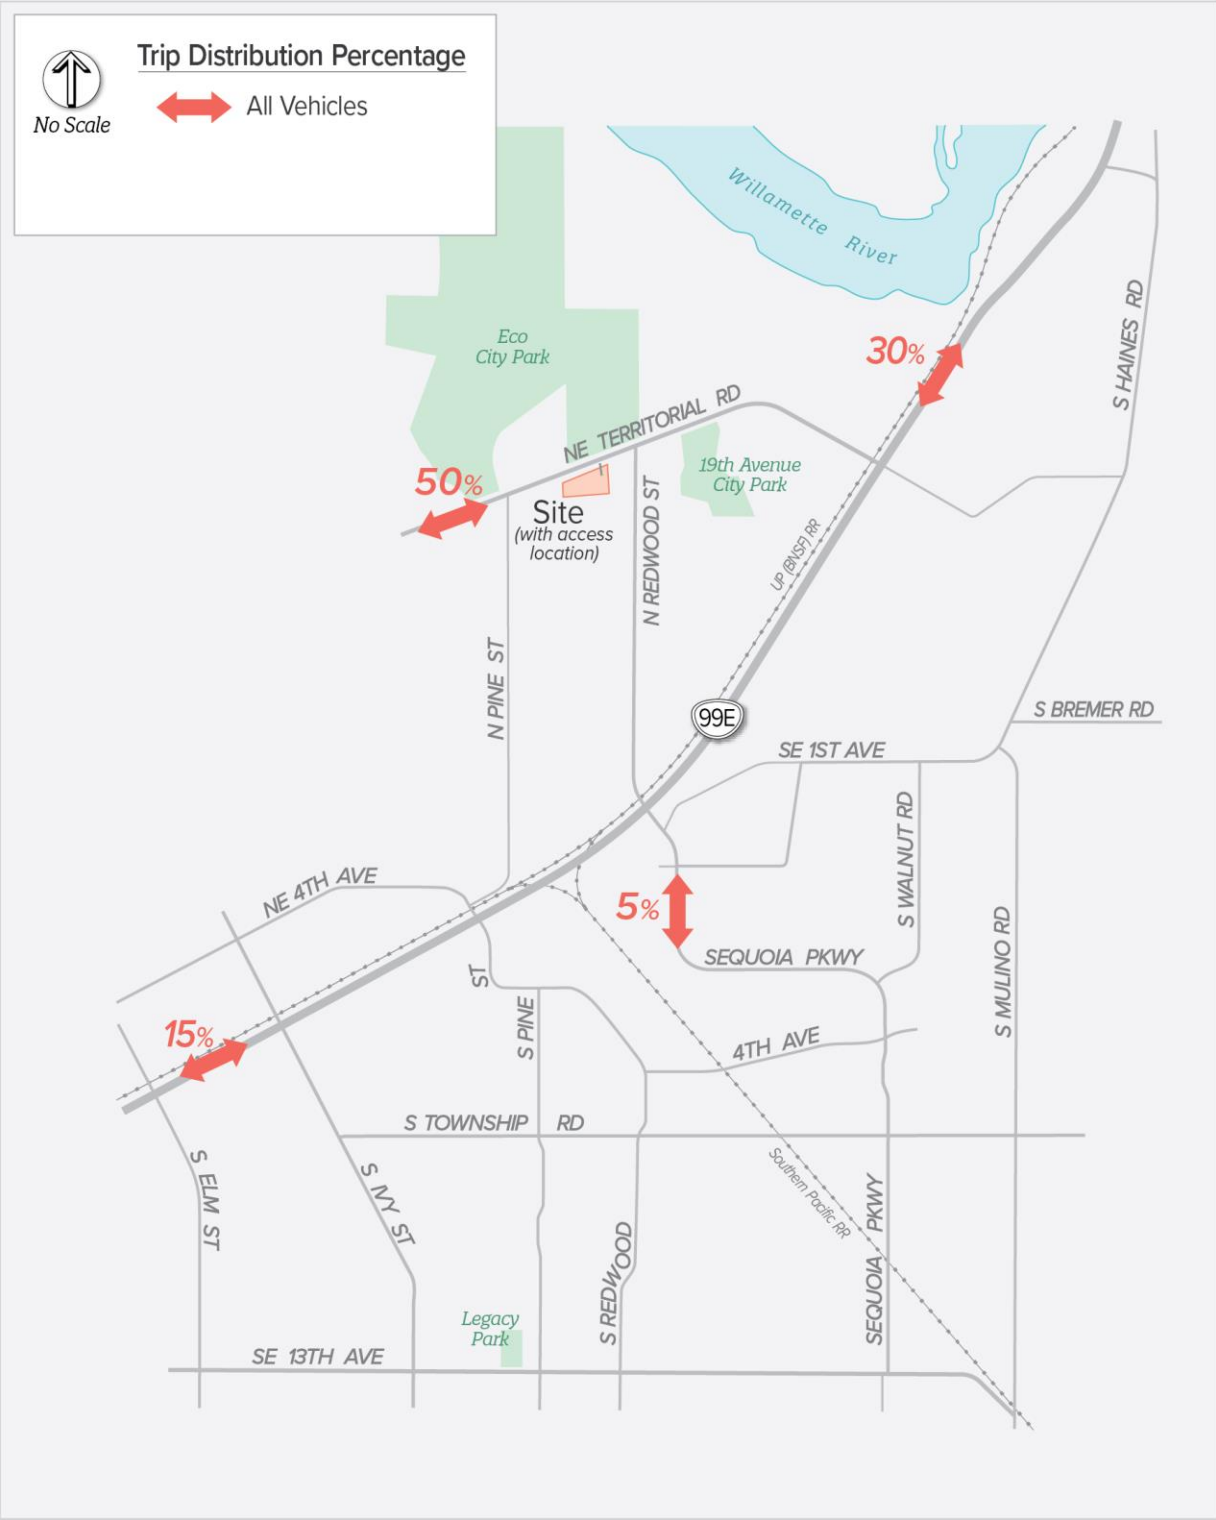 Trip Distribution Percentage
All Vehicles
No Scale
Willamette River
Eco
City Park
30%
S HAINES RD
NE TERRITORIAL RD
50%
19th Avenue
City Park
Site
(with access
location)
N REDWOOD ST
UP (BNSF) RR
N PINE ST
99E
S BREMER RD
SE 1ST AVE
S WALNUT RD
NE 4TH AVE
5%
S MULINO RD
SEQUOIA PKWY
ST
S PINE
15%
4TH AVE
S TOWNSHIP RD
S ELM ST
S IVY ST
Southern Pacific RR
SEQUOIA PKWY
S REDWOOD
Legacy
Park
SE 13TH AVE